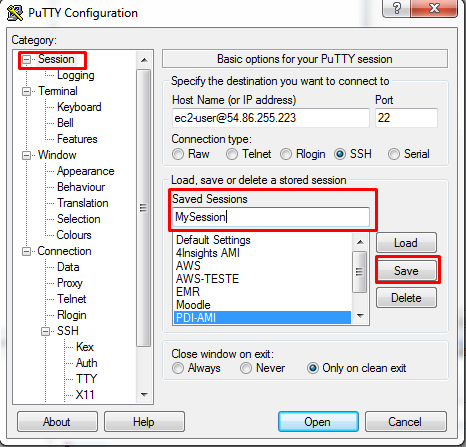 PuTTY Configuration
?
Category:
Session
Logging
Terminal
Keyboard
Bell
Features
Window
Appearance
Behaviour
Translation
Selection
Colours
Connection
Data
Proxy
Telnet
Rlogin
SSH
Kex
Auth
TTY
X11
Basic options for your PuTTY session
Specify the destination you want to connect to
Host Name (or IP address) Port
ec2-user@54.86.255.223 22
Connection type:
Raw Telnet Rlogin SSH Serial
Load, save or delete a stored session
Saved Sessions
MySession
Default Settings
4Insights AMI
AWS
AWS-TESTE
EMR
Moodle
PDI-AMI
Load
Save
Delete
Close window on exit:
Always Never Only on clean exit
About Help Open Cancel